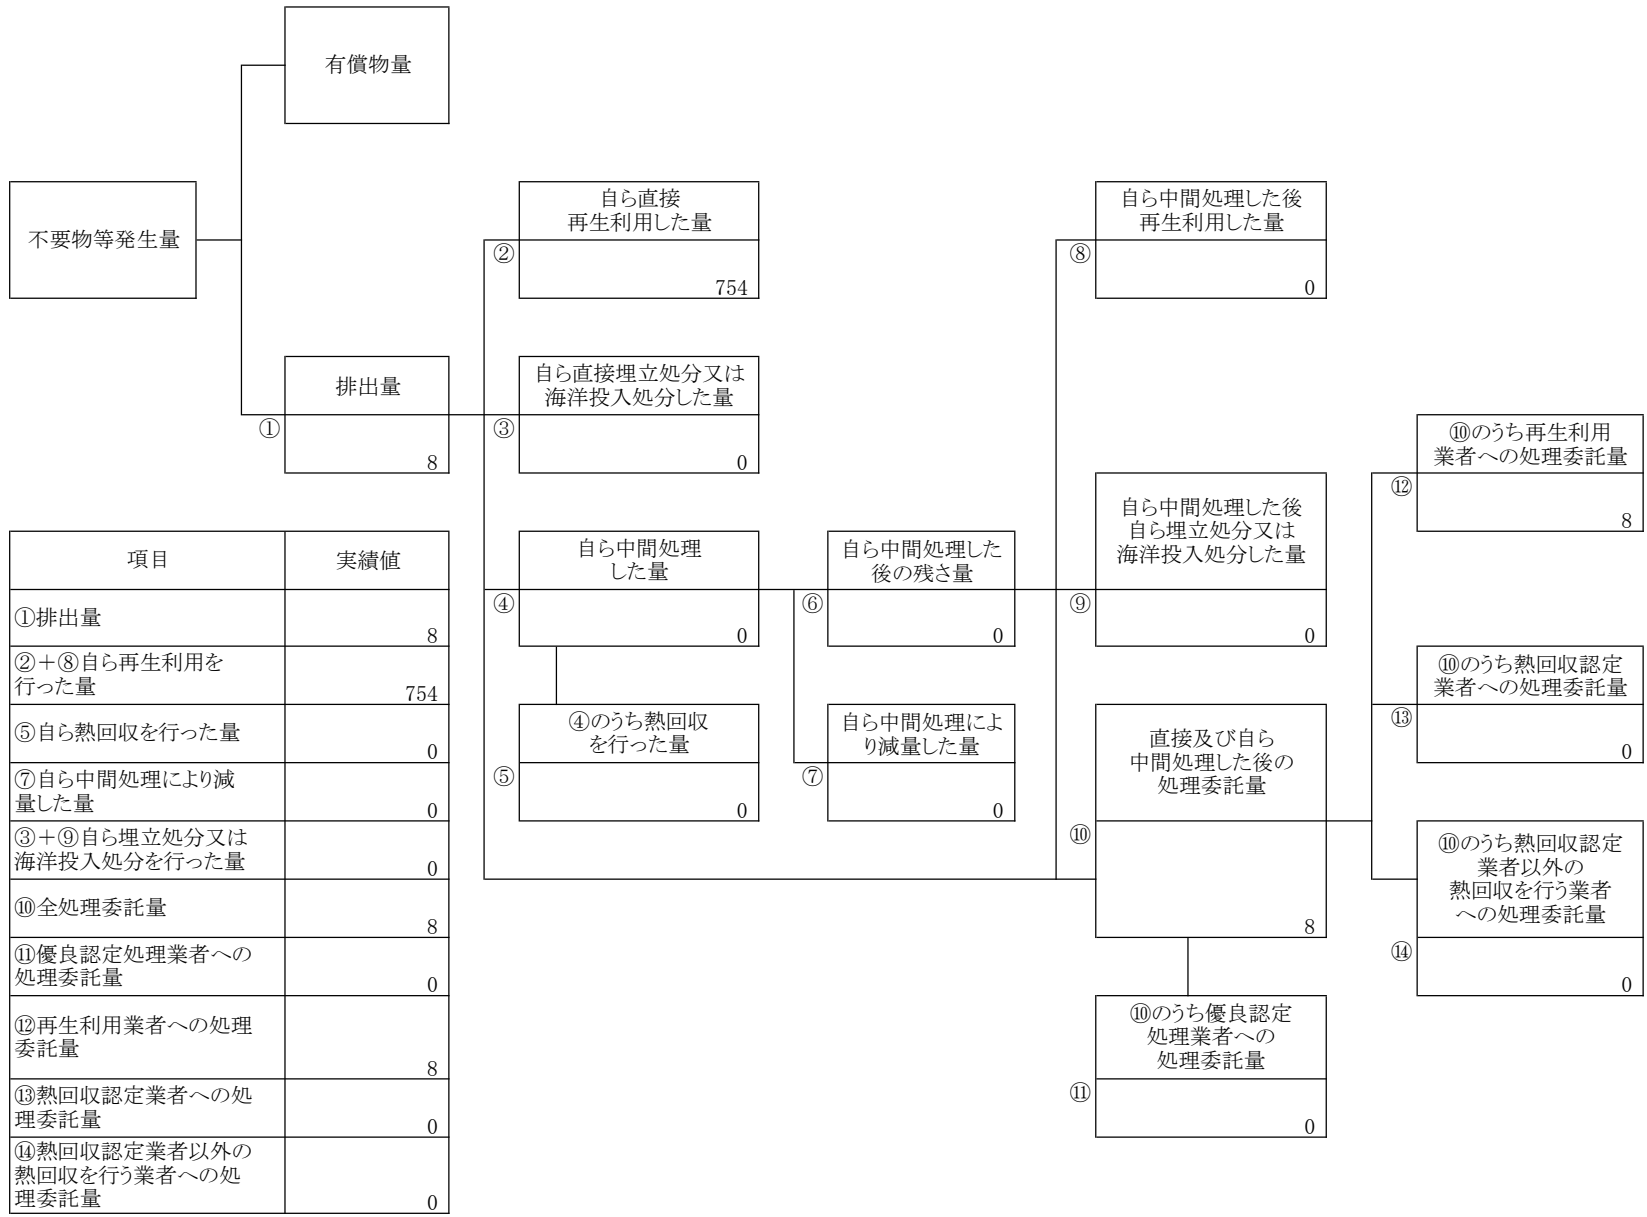 有償物量
不要物等発生量
自ら直接
再生利用した量
②
754
自ら中間処理した後
再生利用した量
⑧
0
排出量
①
8
自ら直接埋立処分又は
海洋投入処分した量
③
0
⑩のうち再生利用
業者への処理委託量
⑫
8
自ら中間処理した後
自ら埋立処分又は
海洋投入処分した量
⑨
0
自ら中間処理
した量
④
0
自ら中間処理した
後の残さ量
⑥
0
⑩のうち熱回収認定
業者への処理委託量
⑬
0
④のうち熱回収
を行った量
⑤
0
自ら中間処理によ
り減量した量
⑦
0
直接及び自ら
中間処理した後の
処理委託量
⑩
8
⑩のうち熱回収認定
業者以外の
熱回収を行う業者
への処理委託量
⑭
0
⑩のうち優良認定
処理業者への
処理委託量
⑪
0
項目 実績値
①排出量
8
②+⑧自ら再生利用を
行った量
754
⑤自ら熱回収を行った量
0
⑦自ら中間処理により減
量した量
0
③+⑨自ら埋立処分又は
海洋投入処分を行った量
0
⑩全処理委託量
8
⑪優良認定処理業者への
処理委託量
0
⑫再生利用業者への処理
委託量
8
⑬熱回収認定業者への処
理委託量
0
⑭熱回収認定業者以外の
熱回収を行う業者への処
理委託量
0